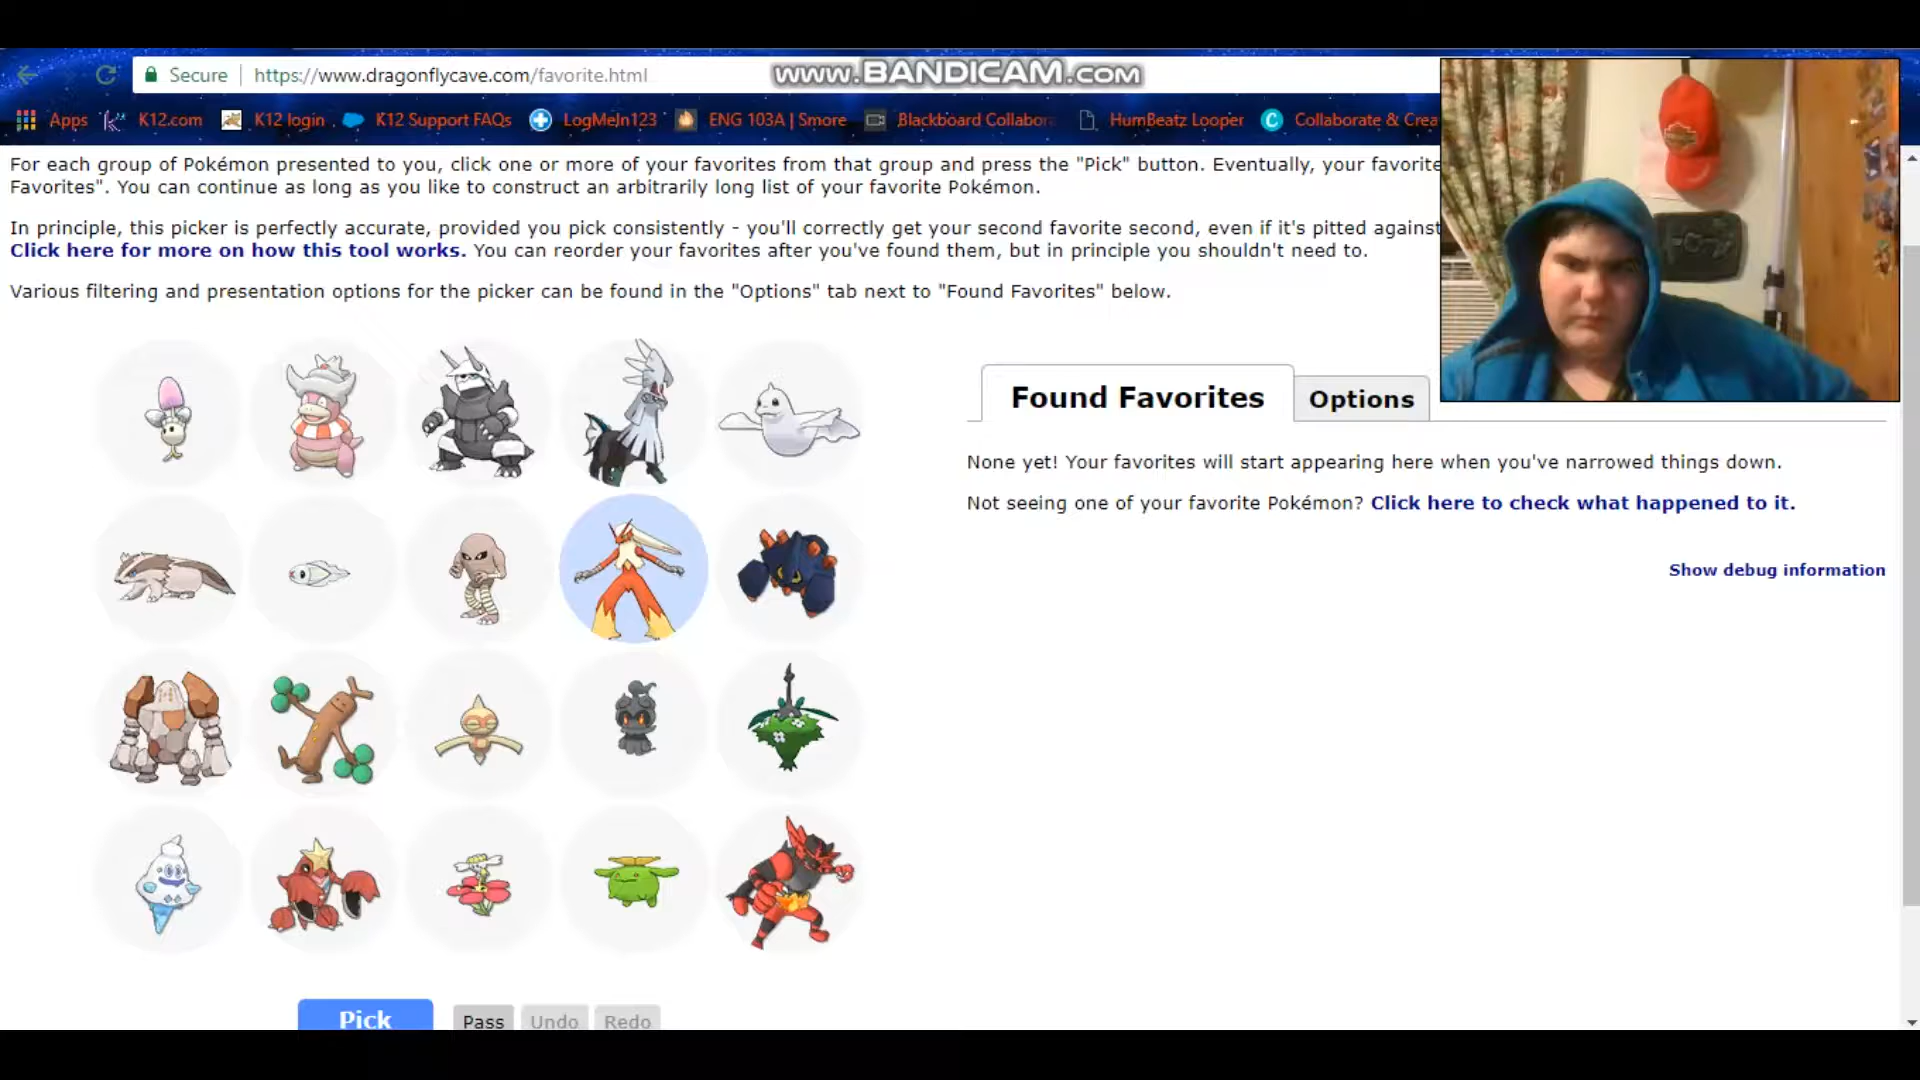 Secure
https://www.dragonflycave.com/favorite.html
www.BANDICAM.com
Apps
K12.com
K12 login
K12 Support FAQs
LogMeIn123
ENG 103A | Smore
Blackboard Collabor
HumBeatz Looper
Collaborate & Crea
For each group of Pokémon presented to you, click one or more of your favorites from that group and press the "Pick" button. Eventually, your favorite
Favorites". You can continue as long as you like to construct an arbitrarily long list of your favorite Pokémon.
In principle, this picker is perfectly accurate, provided you pick consistently - you'll correctly get your second favorite second, even if it's pitted against
Click here for more on how this tool works. You can reorder your favorites after you've found them, but in principle you shouldn't need to.
Various filtering and presentation options for the picker can be found in the "Options" tab next to "Found Favorites" below.
Found Favorites
Options
None yet! Your favorites will start appearing here when you've narrowed things down.
Not seeing one of your favorite Pokémon? Click here to check what happened to it.
Show debug information
Pick
Pass
Undo
Redo